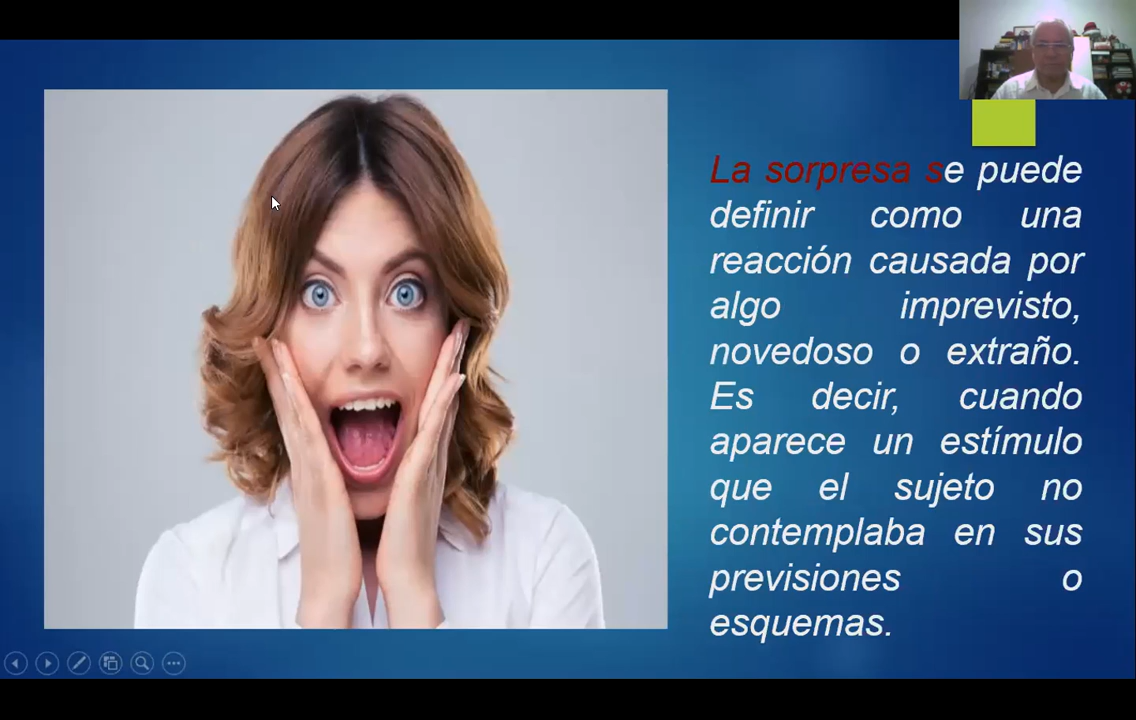 La sorpresa se puede
definir como una
reacción causada por
algo imprevisto,
novedoso o extraño.
Es decir, cuando
aparece un estímulo
que el sujeto no
contemplaba en sus
previsiones o
esquemas.